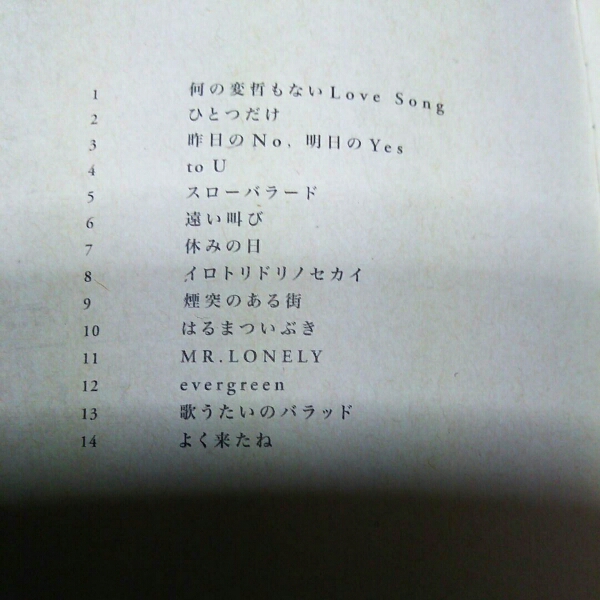 1 何の変哲もないLove Song
2 ひとつだけ
3 昨日のNo, 明日のYes
4 to U
5 スローバラード
6 遠い叫び
7 休みの日
8 イロトリドリノセカイ
9 煙突のある街
10 はるまついぶき
11 MR.LONELY
12 evergreen
13 歌うたいのバラッド
14 よく来たね